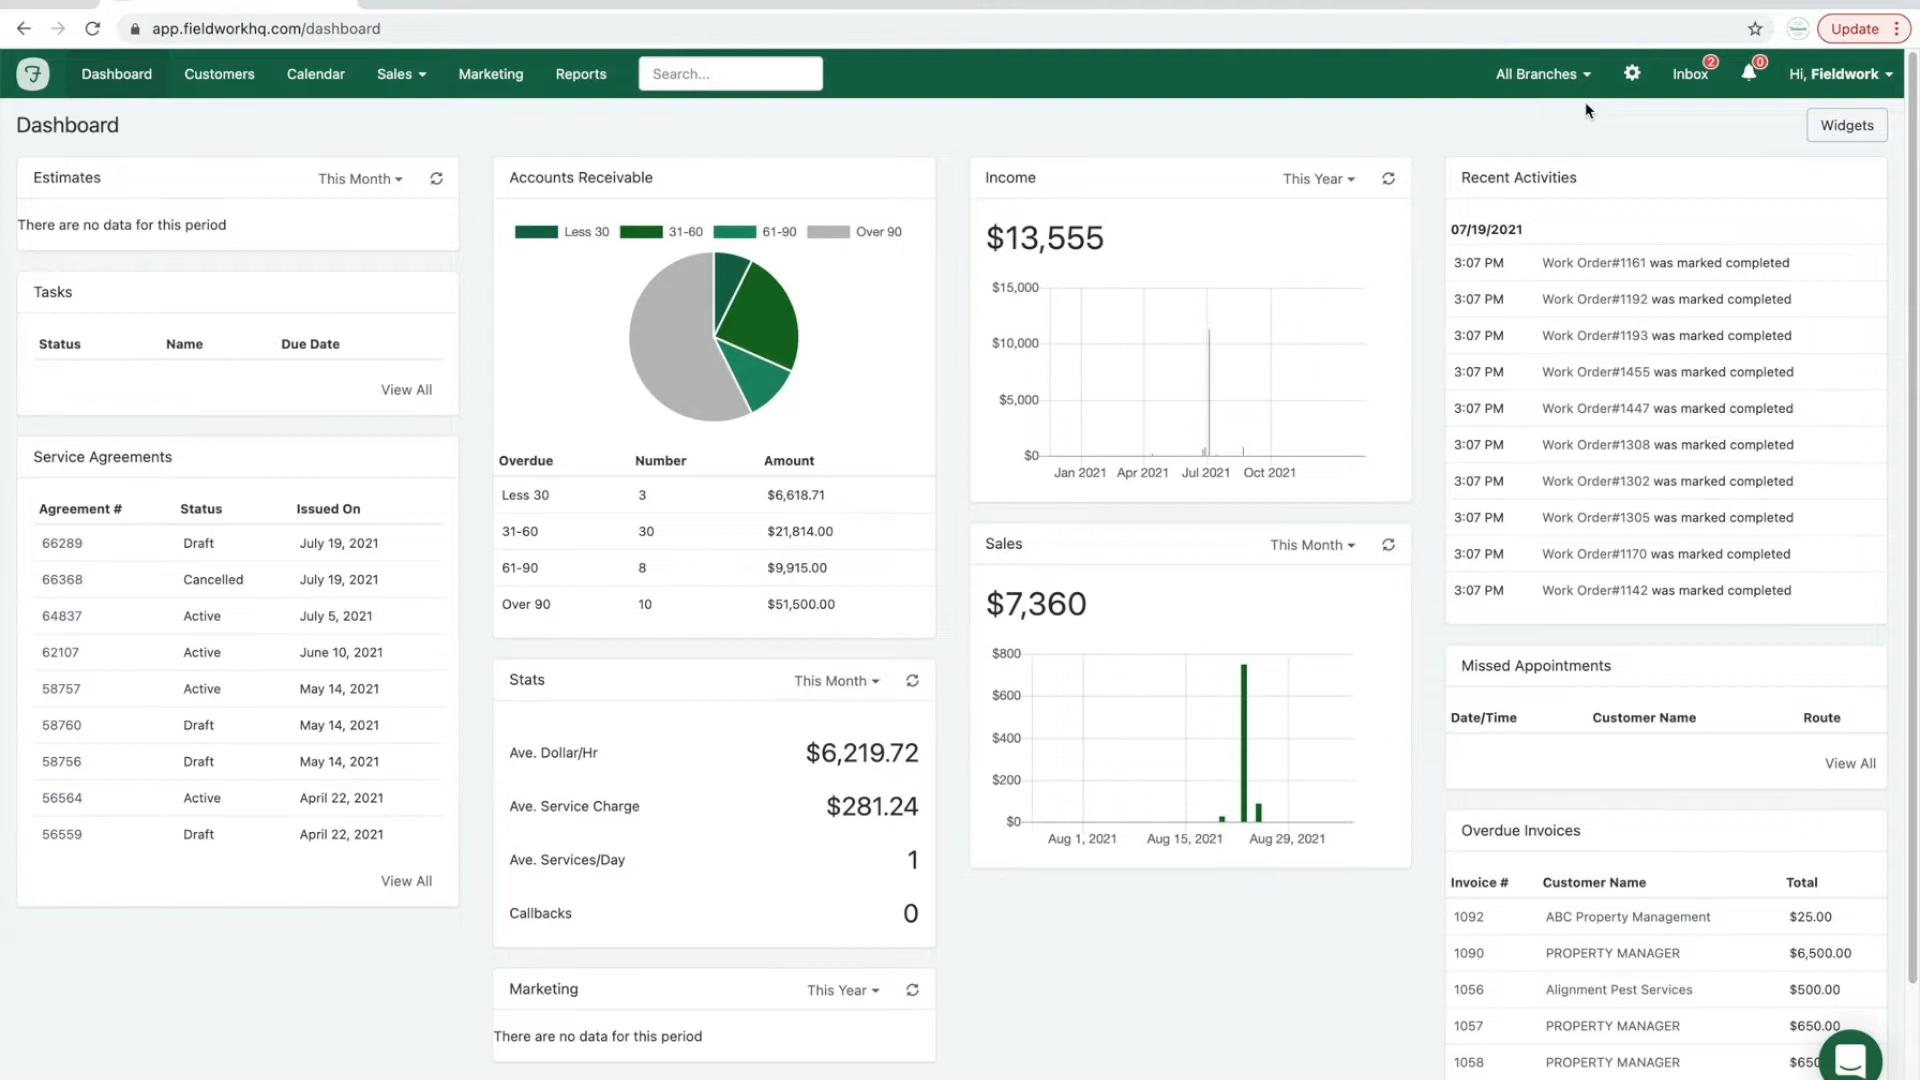 app.fieldworkhq.com/dashboard
Update
Dashboard Customers Calendar Sales Marketing Reports Search... All Branches Inbox 2 0 Hi, Fieldwork
Dashboard
Widgets
Estimates This Month
There are no data for this period
Tasks
Status Name Due Date
View All
Service Agreements
Agreement # Status Issued On
66289 Draft July 19, 2021
66368 Cancelled July 19, 2021
64837 Active July 5, 2021
62107 Active June 10, 2021
58757 Active May 14, 2021
58760 Draft May 14, 2021
58756 Draft May 14, 2021
56564 Active April 22, 2021
56559 Draft April 22, 2021
View All
Accounts Receivable
Less 30 31-60 61-90 Over 90
Overdue Number Amount
Less 30 3 $6,618.71
31-60 30 $21,814.00
61-90 8 $9,915.00
Over 90 10 $51,500.00
Stats This Month
Ave. Dollar/Hr $6,219.72
Ave. Service Charge $281.24
Ave. Services/Day 1
Callbacks 0
Marketing This Year
There are no data for this period
Income This Year
$13,555
$15,000
$10,000
$5,000
$0
Jan 2021 Apr 2021 Jul 2021 Oct 2021
Sales This Month
$7,360
$800
$600
$400
$200
$0
Aug 1, 2021 Aug 15, 2021 Aug 29, 2021
Recent Activities
07/19/2021
3:07 PM Work Order#1161 was marked completed
3:07 PM Work Order#1192 was marked completed
3:07 PM Work Order#1193 was marked completed
3:07 PM Work Order#1455 was marked completed
3:07 PM Work Order#1447 was marked completed
3:07 PM Work Order#1308 was marked completed
3:07 PM Work Order#1302 was marked completed
3:07 PM Work Order#1305 was marked completed
3:07 PM Work Order#1170 was marked completed
3:07 PM Work Order#1142 was marked completed
Missed Appointments
Date/Time Customer Name Route
View All
Overdue Invoices
Invoice # Customer Name Total
1092 ABC Property Management $25.00
1090 PROPERTY MANAGER $6,500.00
1056 Alignment Pest Services $500.00
1057 PROPERTY MANAGER $650.00
1058 PROPERTY MANAGER